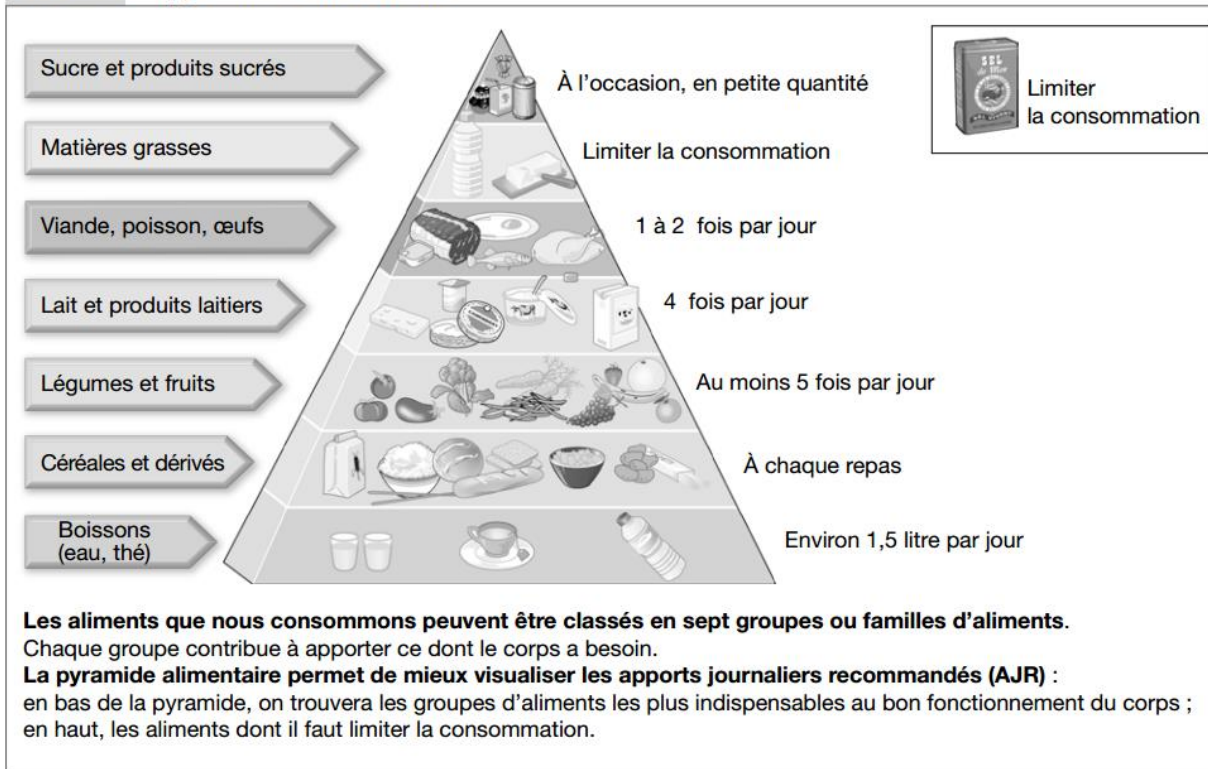 Sucre et produits sucrés
À l'occasion, en petite quantité
SEL
de Mer
Limiter
la consommation
Matières grasses
Limiter la consommation
Viande, poisson, œufs
1 à 2 fois par jour
Lait et produits laitiers
4 fois par jour
Légumes et fruits
Au moins 5 fois par jour
Céréales et dérivés
À chaque repas
Boissons
(eau, thé)
Environ 1,5 litre par jour
Les aliments que nous consommons peuvent être classés en sept groupes ou familles d'aliments.
Chaque groupe contribue à apporter ce dont le corps a besoin.
La pyramide alimentaire permet de mieux visualiser les apports journaliers recommandés (AJR) :
en bas de la pyramide, on trouvera les groupes d'aliments les plus indispensables au bon fonctionnement du corps ;
en haut, les aliments dont il faut limiter la consommation.